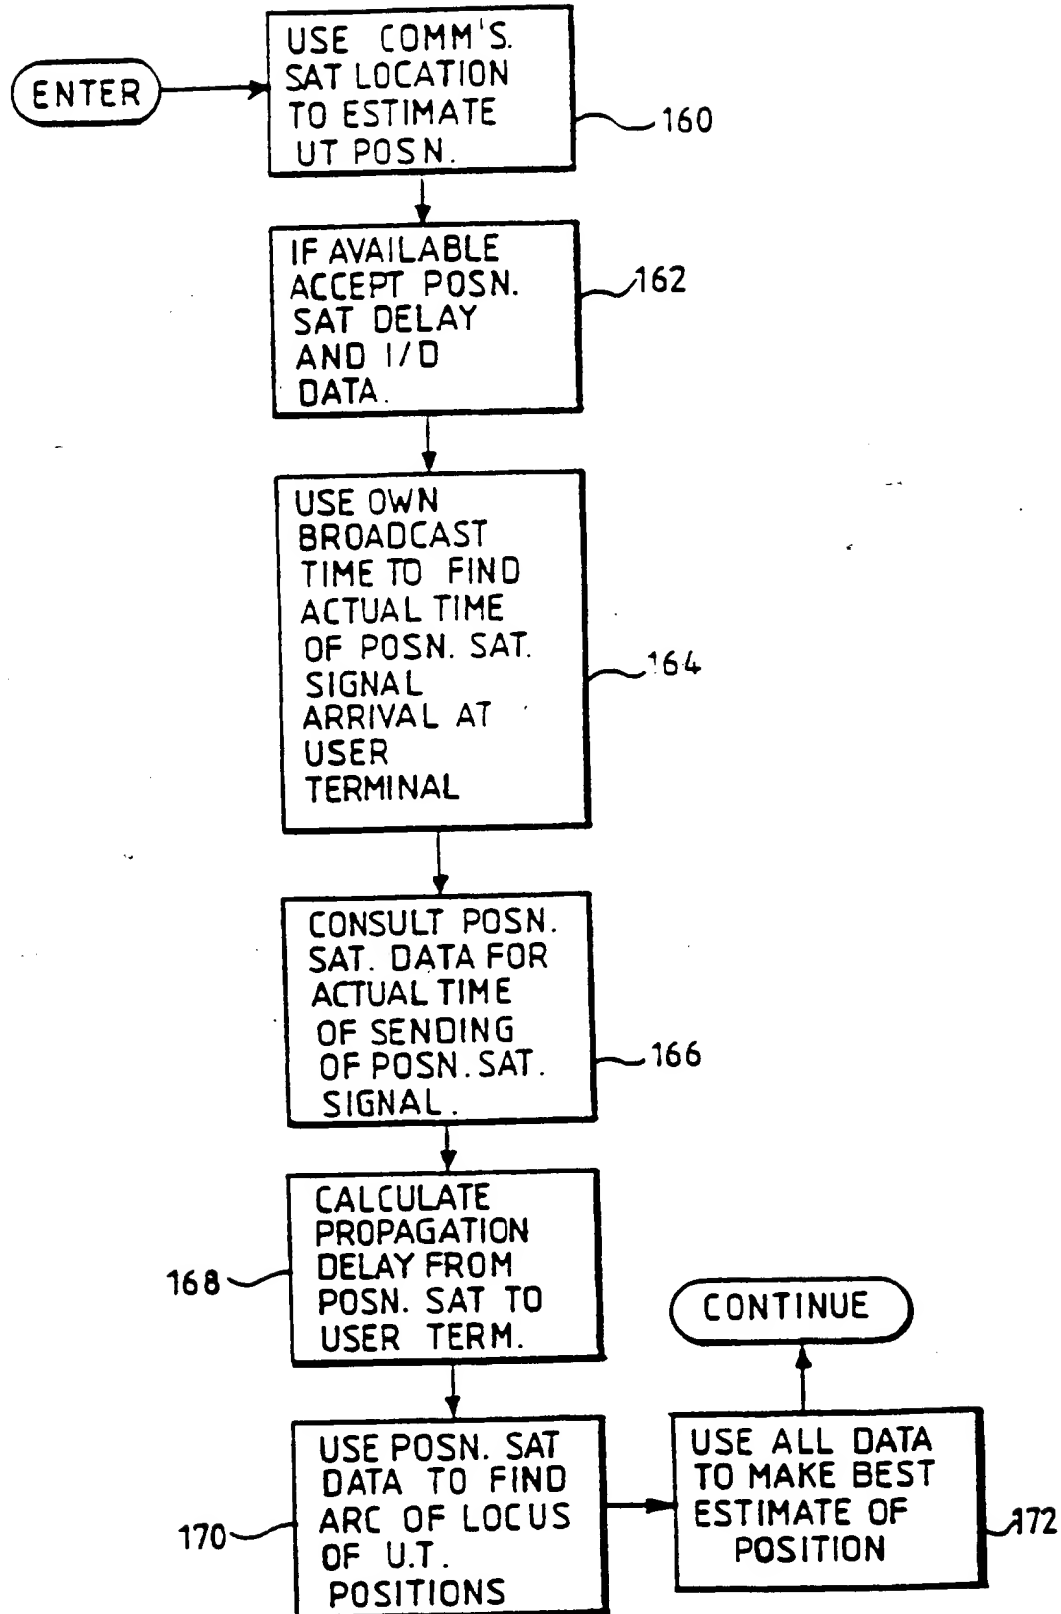 ENTER
USE COMM'S.
SAT LOCATION
TO ESTIMATE
UT POSN.
160
IF AVAILABLE
ACCEPT POSN.
SAT DELAY
AND I/D
DATA.
162
USE OWN
BROADCAST
TIME TO FIND
ACTUAL TIME
OF POSN. SAT.
SIGNAL
ARRIVAL AT
USER
TERMINAL
164
CONSULT POSN.
SAT. DATA FOR
ACTUAL TIME
OF SENDING
OF POSN. SAT.
SIGNAL.
166
CALCULATE
PROPAGATION
DELAY FROM
POSN. SAT TO
USER TERM.
168
USE POSN. SAT
DATA TO FIND
ARC OF LOCUS
OF U.T.
POSITIONS
170
USE ALL DATA
TO MAKE BEST
ESTIMATE OF
POSITION
172
CONTINUE